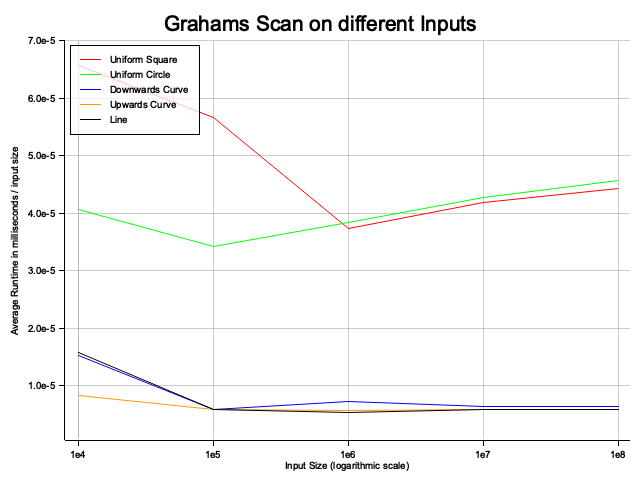 Grahams Scan on different Inputs
7.0e-5
Uniform Square
Uniform Circle
6.0e-5
Downwards Curve
Upwards Curve
Line
5.0e-5
4.0e-5
3.0e-5
2.0e-5
1.0e-5
Average Runtime in milliseconds / input size
1e4 1e5 1e6 1e7 1e8
Input Size (logarithmic scale)